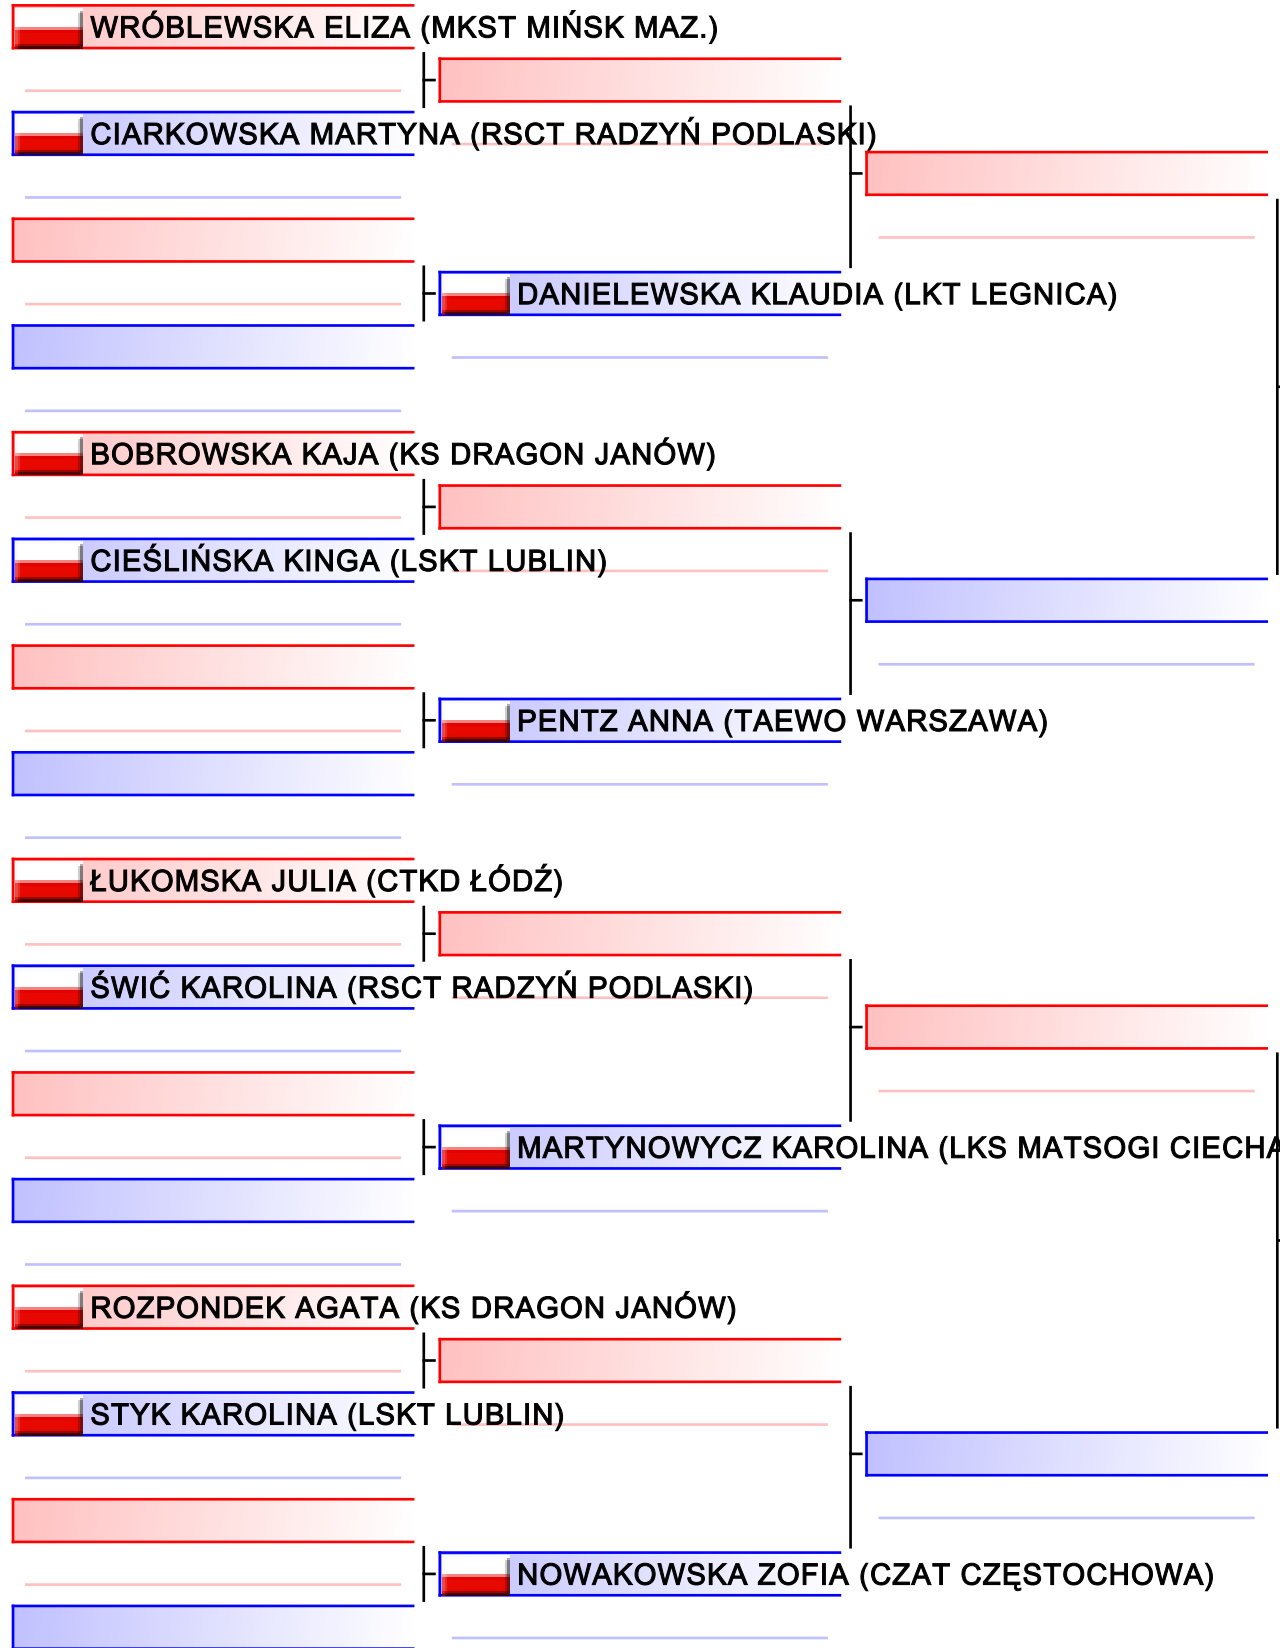 WRÓBLEWSKA ELIZA (MKST MIŃSK MAZ.)
CIARKOWSKA MARTYNA (RSCT RADZYŃ PODLASKI)
DANIELEWSKA KLAUDIA (LKT LEGNICA)
BOBROWSKA KAJA (KS DRAGON JANÓW)
CIEŚLIŃSKA KINGA (LSKT LUBLIN)
PENTZ ANNA (TAEWO WARSZAWA)
ŁUKOMSKA JULIA (CTKD ŁÓDŹ)
ŚWIĆ KAROLINA (RSCT RADZYŃ PODLASKI)
MARTYNOWYCZ KAROLINA (LKS MATSOGI
ROZPONDEK AGATA (KS DRAGON JANÓW)
STYK KAROLINA (LSKT LUBLIN)
NOWAKOWSKA ZOFIA (CZAT CZĘSTOCHOWA)